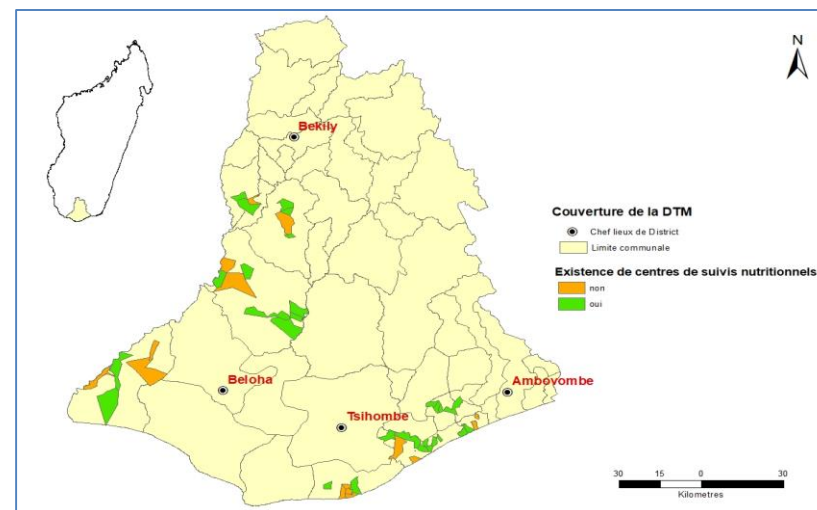 N
Bekily
Couverture de la DTM
Chef lieux de District
Limite communale
Existence de centres de suivis nutritionnels
non
oui
Beloha
Ambovombe
Tsihombe
30 15 0 30
Kilometres